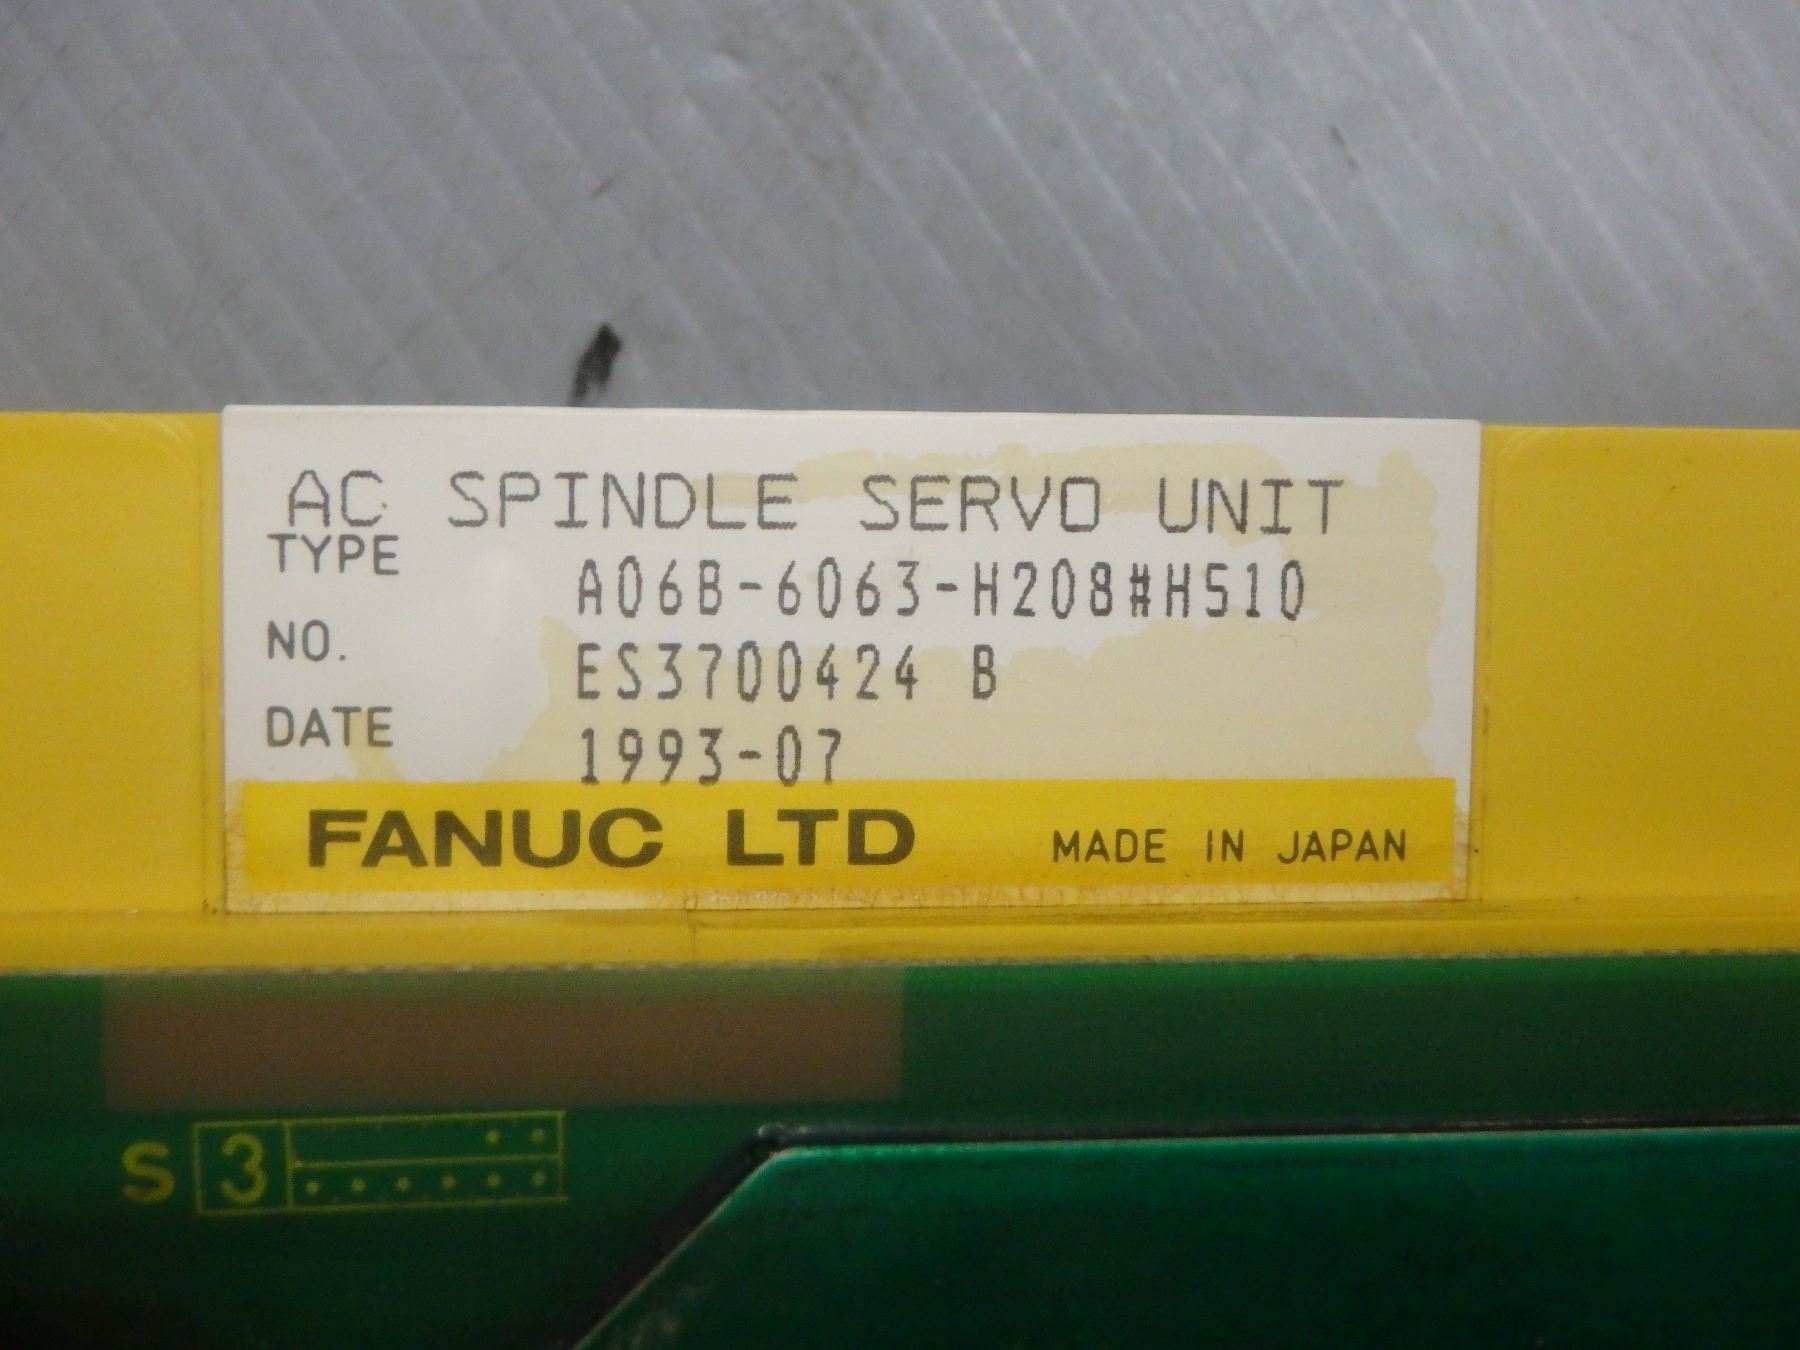 AC SPINDLE SERVO UNIT
TYPE A06B-6063-H208#H510
NO. ES3700424 B
DATE 1993-07
FANUC LTD MADE IN JAPAN
S 3